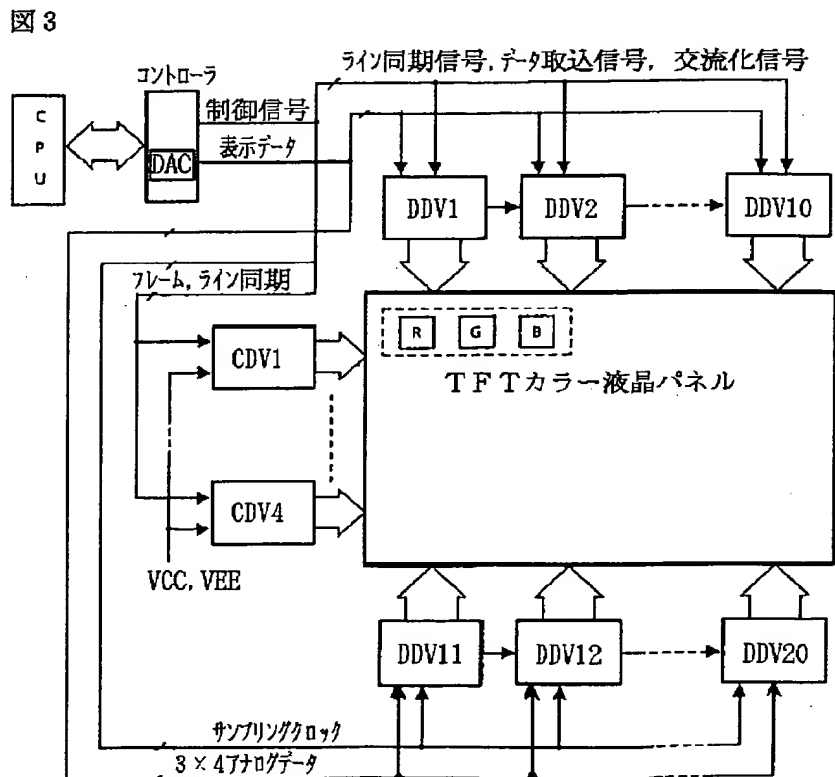 図3
コントローラ
ライン同期信号,データ取込信号, 交流化信号
CPU
制御信号
DAC
表示データ
DDV1
DDV2
DDV10
フレーム,ライン同期
R
G
B
CDV1
TFTカラー液晶パネル
CDV4
VCC, VEE
DDV11
DDV12
DDV20
サンプリングクロック
3×4アナログデータ